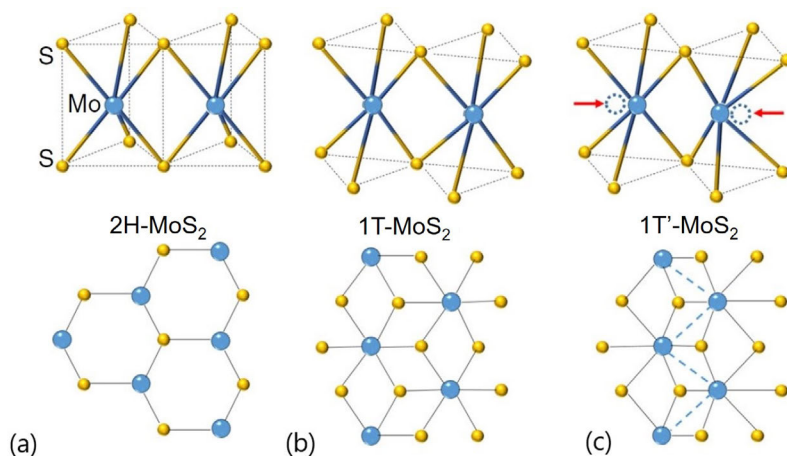 S
Mo
S
2H-MoS₂
1T-MoS₂
1T’-MoS₂
(a)
(b)
(c)